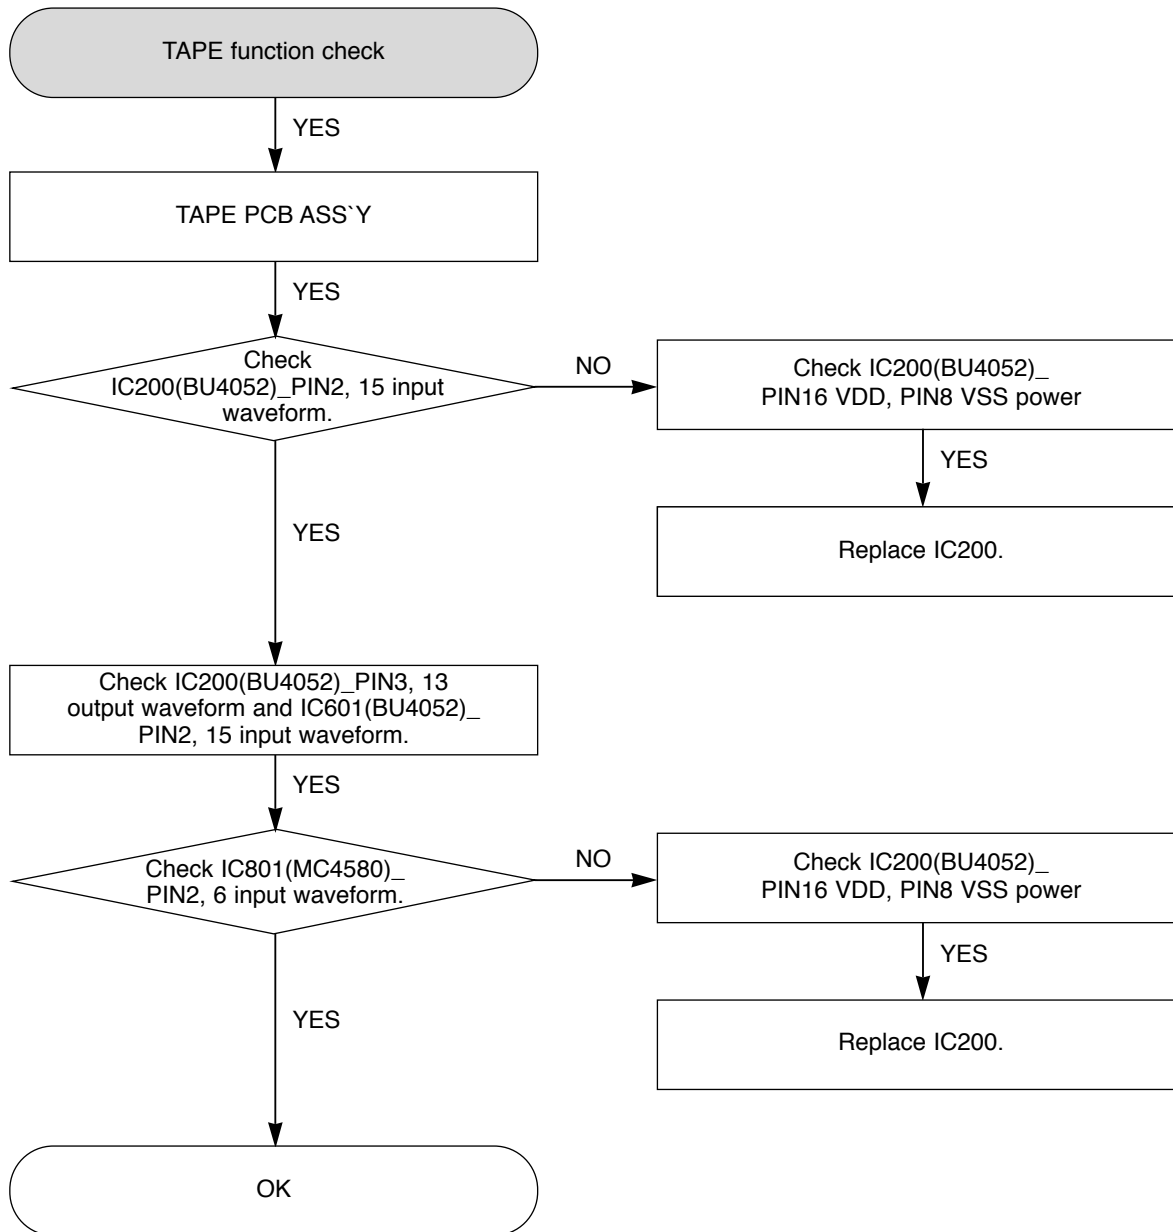 TAPE function check
YES
TAPE PCB ASS`Y
YES
Check
IC200(BU4052)_PIN2, 15 input
waveform.
NO
Check IC200(BU4052)_
PIN16 VDD, PIN8 VSS power
YES
Replace IC200.
YES
Check IC200(BU4052)_PIN3, 13
output waveform and IC601(BU4052)_
PIN2, 15 input waveform.
YES
Check IC801(MC4580)_
PIN2, 6 input waveform.
NO
Check IC200(BU4052)_
PIN16 VDD, PIN8 VSS power
YES
Replace IC200.
YES
OK